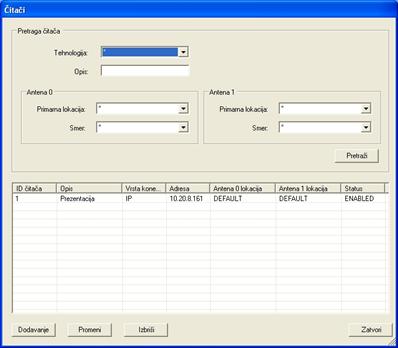 Čitači
Pretraga čitača
Tehnologija: *
Opis:
Antena 0
Primarna lokacija: *
Smer: *
Antena 1
Primarna lokacija: *
Smer: *
Pretraži
ID čitača Opis Vrsta kone... Adresa Antena 0 lokacija Antena 1 lokacija Status
1 Prezentacija IP 10.20.8.161 DEFAULT DEFAULT ENABLED
Dodavanje Promeni Izbriši Zatvori